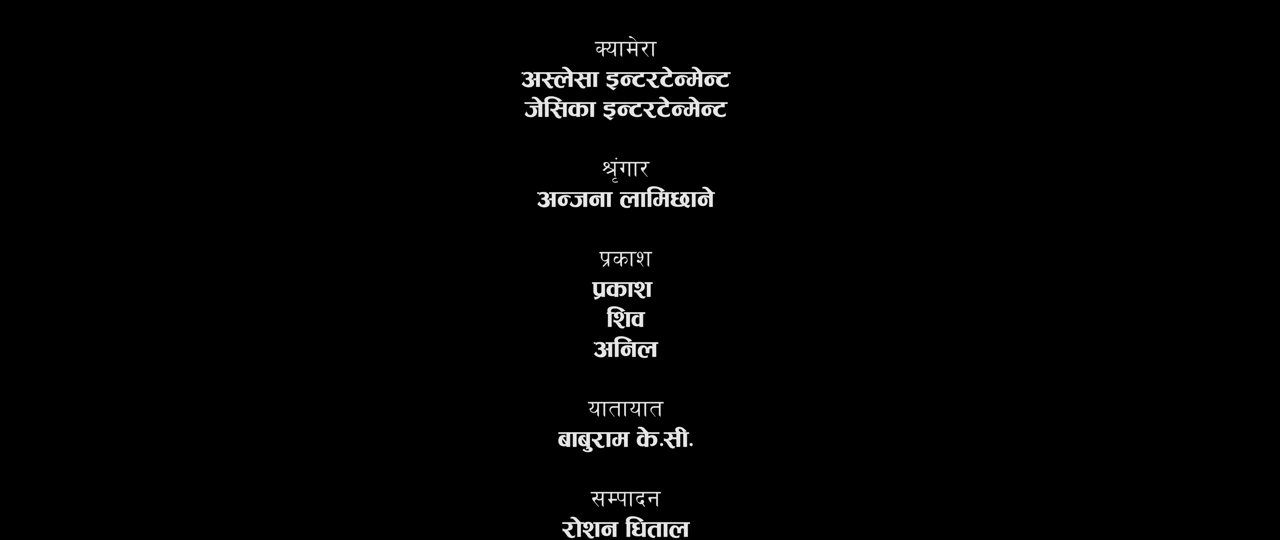 क्यामेरा
अस्लेसा इन्टरटेन्मेन्ट
जेसिका इन्टरटेन्मेन्ट
श्रृंगार
अन्जना लामिछाने
प्रकाश
प्रकाश
शिव
अनिल
यातायात
बाबुराम के.सी.
सम्पादन
रोशन धिताल